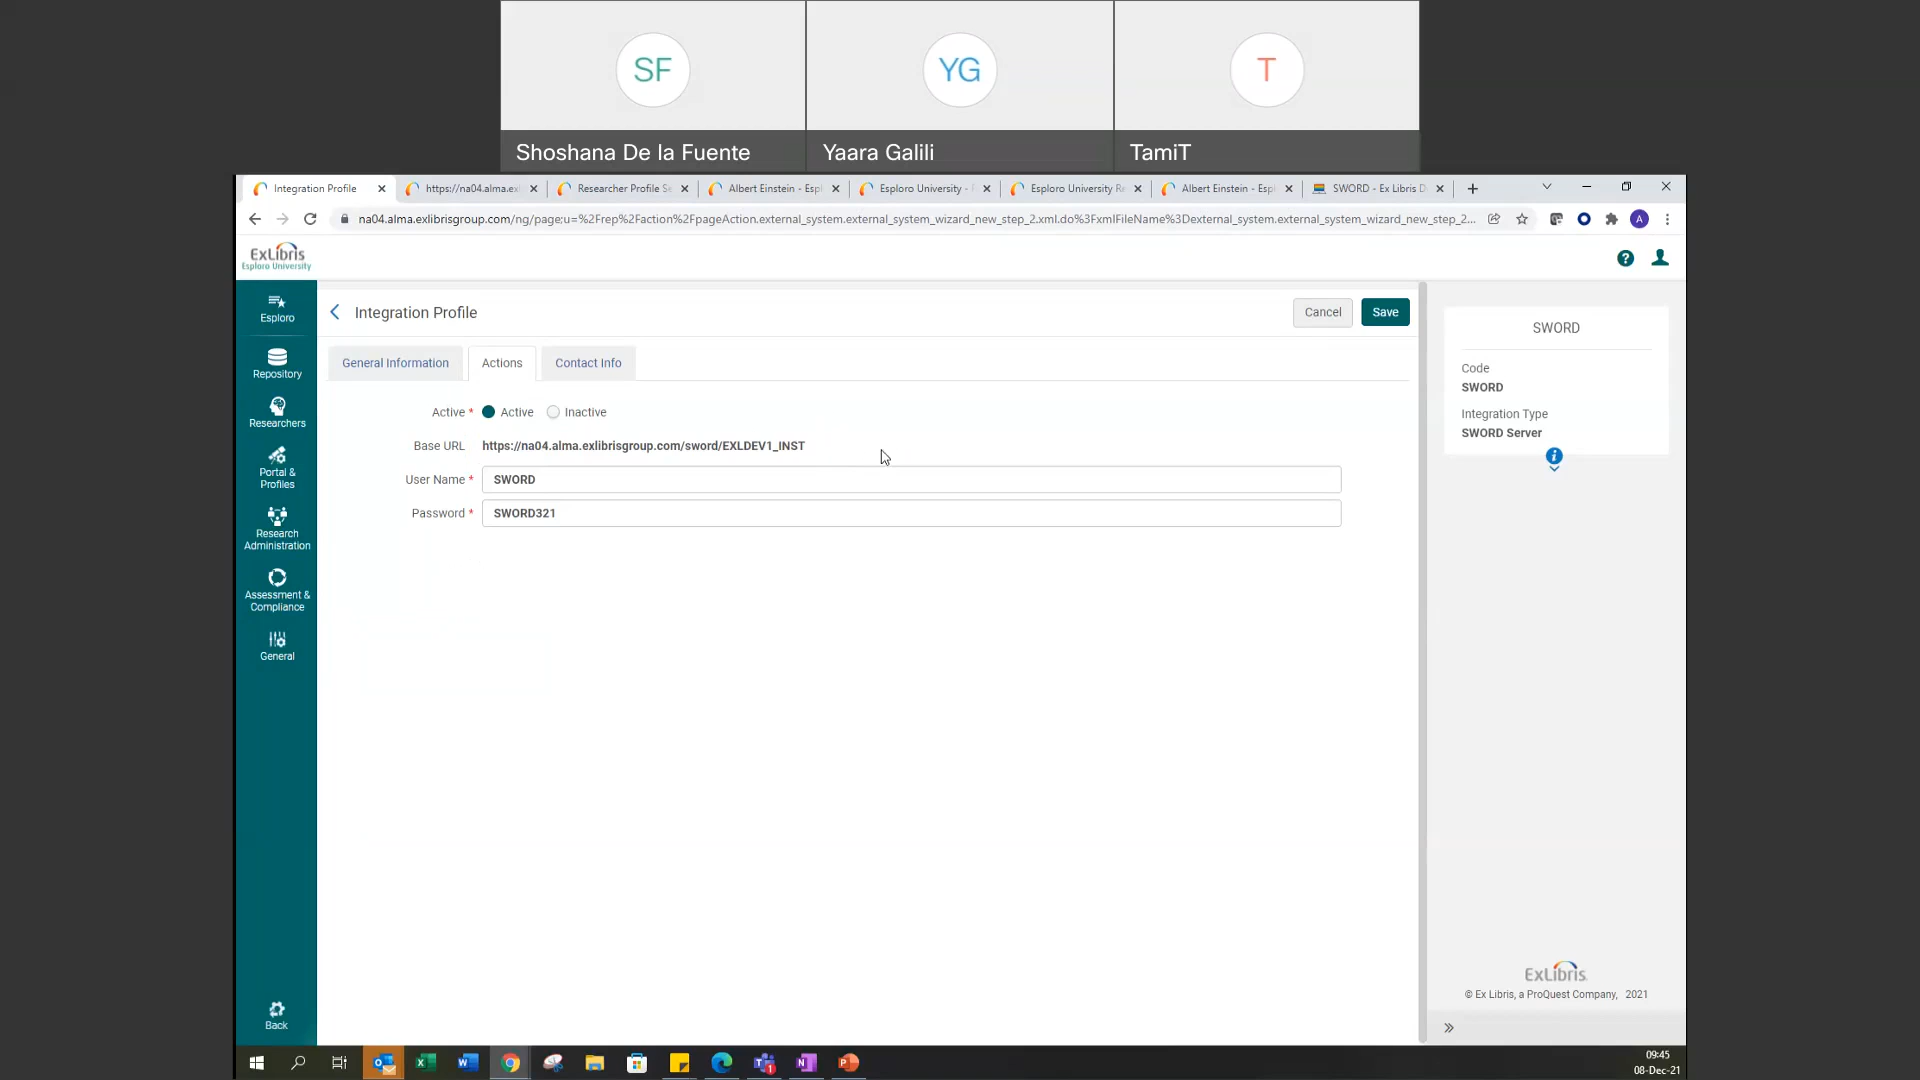 SF
YG
T
Shoshana De la Fuente
Yaara Galili
TamiT
Integration Profile
https://na04.alma.exl
Researcher Profile Se
Albert Einstein - Espl
Esploro University -
Esploro University Re
Albert Einstein - Espl
SWORD - Ex Libris D
na04.alma.exlibrisgroup.com/ng/page;u=%2Frep%2Faction%2FpageAction.external_system.external_system_wizard_new_step_2.xml.do%3FxmlFileName%3Dexternal_system.external_system_wizard_new_step_2...
A
ExLibris
Esploro University
Esploro
Repository
Researchers
Portal &
Profiles
Research
Administration
Assessment &
Compliance
General
Back
Integration Profile
Cancel
Save
General Information
Actions
Contact Info
Active * Active Inactive
Base URL https://na04.alma.exlibrisgroup.com/sword/EXLDEV1_INST
User Name * SWORD
Password * SWORD321
SWORD
Code
SWORD
Integration Type
SWORD Server
ExLibris
© Ex Libris, a ProQuest Company, 2021
09:45
08-Dec-21